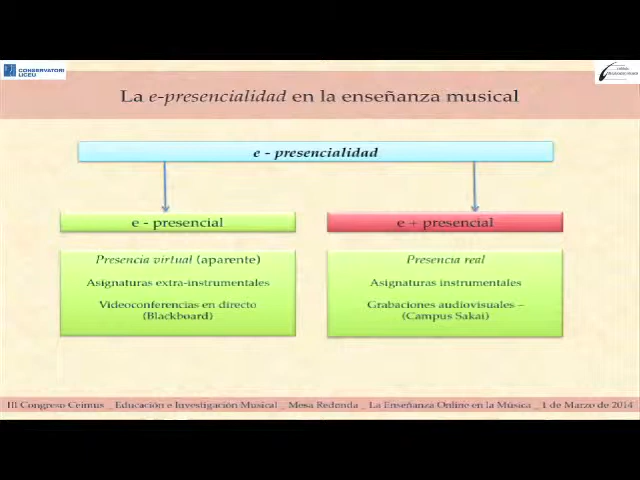 CONSERVATORI
LICEU
La e-presencialidad en la enseñanza musical
e - presencialidad
e - presencial
e + presencial
Presencia virtual (aparente)
Asignaturas extra-instrumentales
Videoconferencias en directo
(Blackboard)
Presencia real
Asignaturas instrumentales
Grabaciones audiovisuales –
(Campus Sakai)
III Congreso Ceimus _ Educación e Investigación Musical _ Mesa Redonda _ La Enseñanza Online en la Música _ 1 de Marzo de 2014